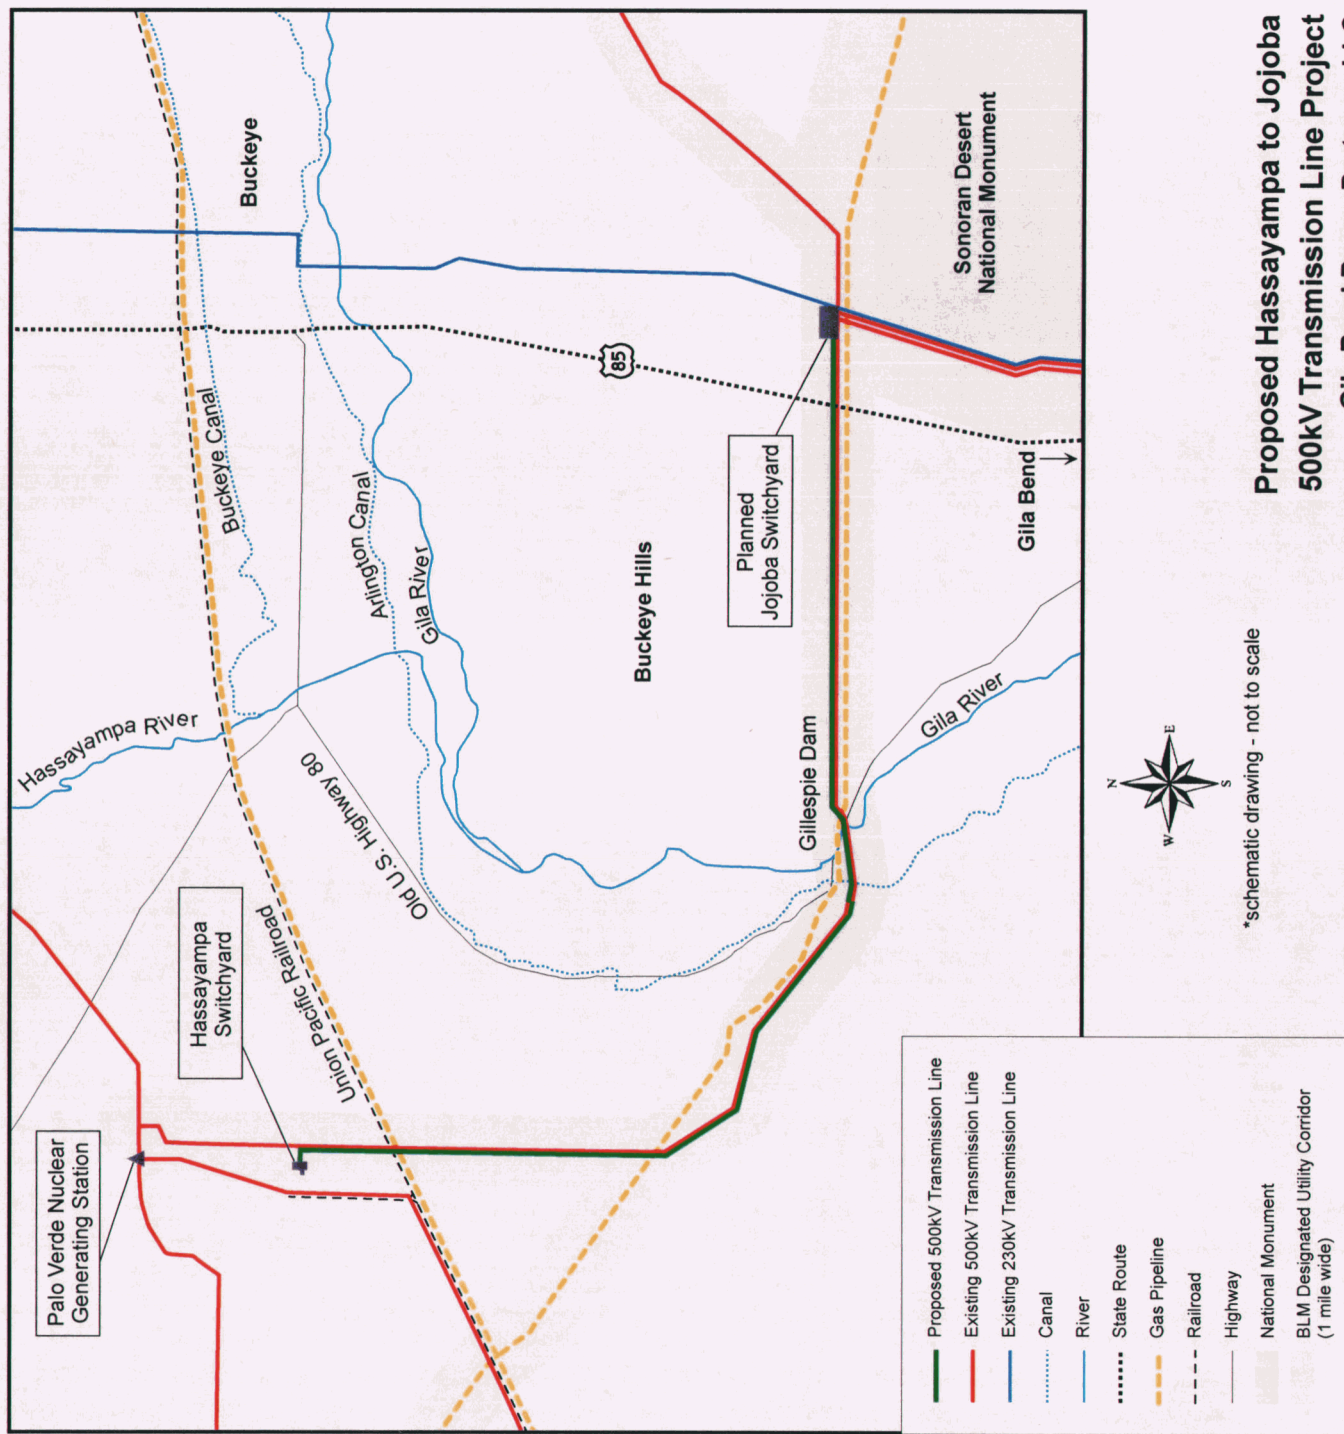 Palo Verde Nuclear
Generating Station
Hassayampa
Switchyard
Hassayampa River
Buckeye Canal
Buckeye
Union Pacific Railroad
Old U.S. Highway 80
Arlington Canal
Gila River
85
Buckeye Hills
Planned
Jojoba Switchyard
Gillespie Dam
Sonoran Desert
National Monument
Gila River
Gila Bend
Proposed 500kV Transmission Line
Existing 500kV Transmission Line
Existing 230kV Transmission Line
Canal
River
State Route
Gas Pipeline
Railroad
Highway
National Monument
BLM Designated Utility Corridor
(1 mile wide)
N
W
E
S
*schematic drawing - not to scale
Proposed Hassayampa to Jojoba
500kV Transmission Line Project